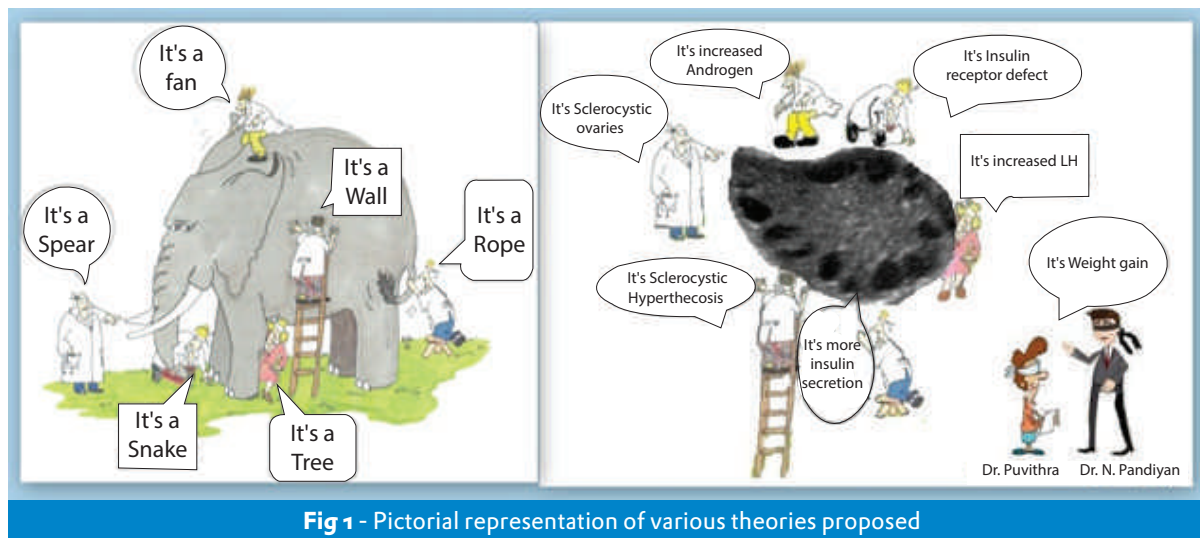 It's a
fan
It's a
Wall
It's a
Spear
It's a
Rope
It's a
Snake
It's a
Tree
It's increased
Androgen
It's Insulin
receptor defect
It's Sclerocystic
ovaries
It's increased LH
It's Weight gain
It's Sclerocystic
Hyperthecosis
It's more
insulin
secretion
Dr. Puvithra Dr. N. Pandiyan
Fig 1 - Pictorial representation of various theories proposed